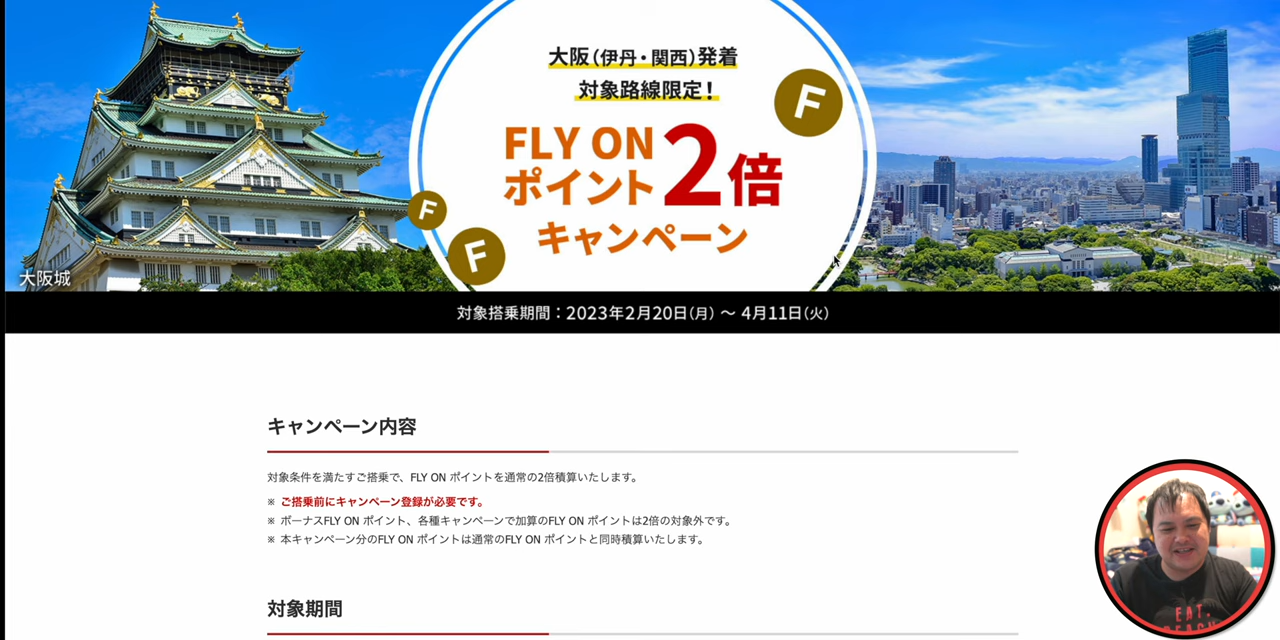 大阪（伊丹・関西）発着
対象路線限定！
F
FLY ON
ポイント2倍
F
F
キャンペーン
大阪城
対象搭乗期間：2023年2月20日(月) ～ 4月11日(火)
キャンペーン内容
対象条件を満たすご搭乗で、FLY ON ポイントを通常の2倍積算いたします。
※ ご搭乗前にキャンペーン登録が必要です。
※ ボーナスFLY ON ポイント、各種キャンペーンで加算のFLY ON ポイントは2倍の対象外です。
※ 本キャンペーン分のFLY ON ポイントは通常のFLY ON ポイントと同時積算いたします。
対象期間
EAT.